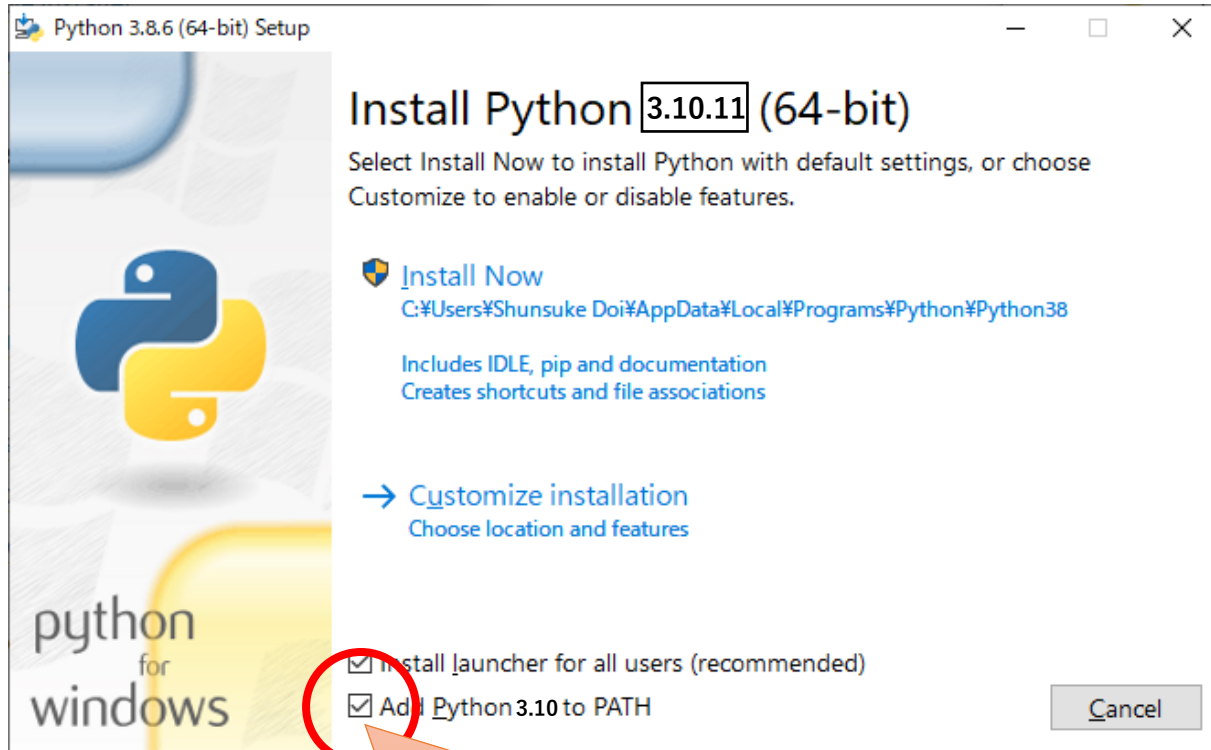 Python 3.8.6 (64-bit) Setup
Install Python 3.10.11 (64-bit)
Select Install Now to install Python with default settings, or choose
Customize to enable or disable features.
Install Now
C:¥Users¥Shunsuke Doi¥AppData¥Local¥Programs¥Python¥Python38
Includes IDLE, pip and documentation
Creates shortcuts and file associations
Customize installation
Choose location and features
python
for
windows
Install launcher for all users (recommended)
Add Python 3.10 to PATH
Cancel